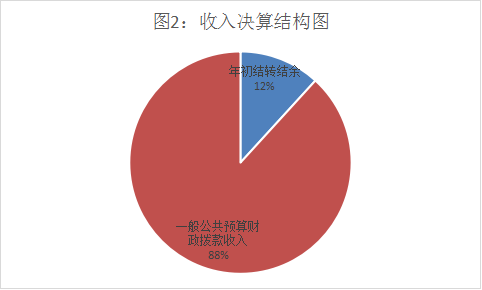 图2：收入决算结构图
年初结转结余
12%
一般公共预算财
政拨款收入
88%